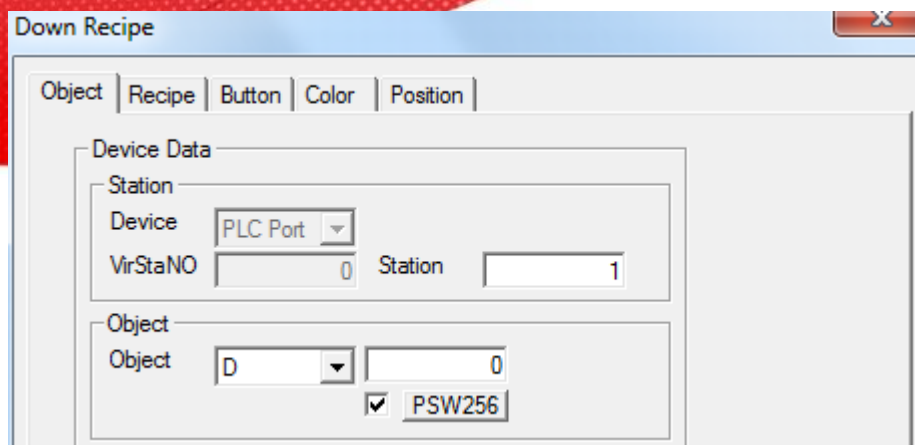 Down Recipe
X
Object Recipe Button Color Position
Device Data
Station
Device PLC Port
VirStaNO 0 Station 1
Object
Object D 0
PSW256